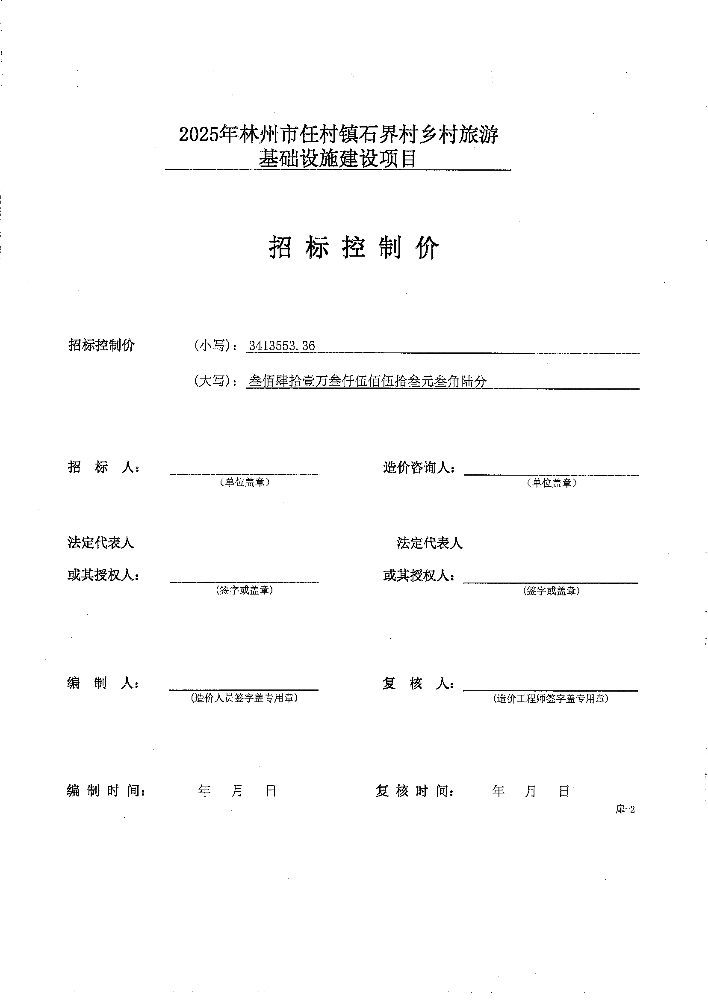 2025年林州市任村镇石界村乡村旅游
基础设施建设项目
招 标 控 制 价
招标控制价 (小写): 3413553.36
(大写): 叁佰肆拾壹万叁仟伍佰伍拾叁元叁角陆分
招 标 人: 造价咨询人:
(单位盖章) (单位盖章)
法定代表人 法定代表人
或其授权人: 或其授权人:
(签字或盖章) (签字或盖章)
编 制 人: 复 核 人:
(造价人员签字盖专用章) (造价工程师签字盖专用章)
编 制 时 间: 年 月 日 复 核 时 间: 年 月 日
扉-2